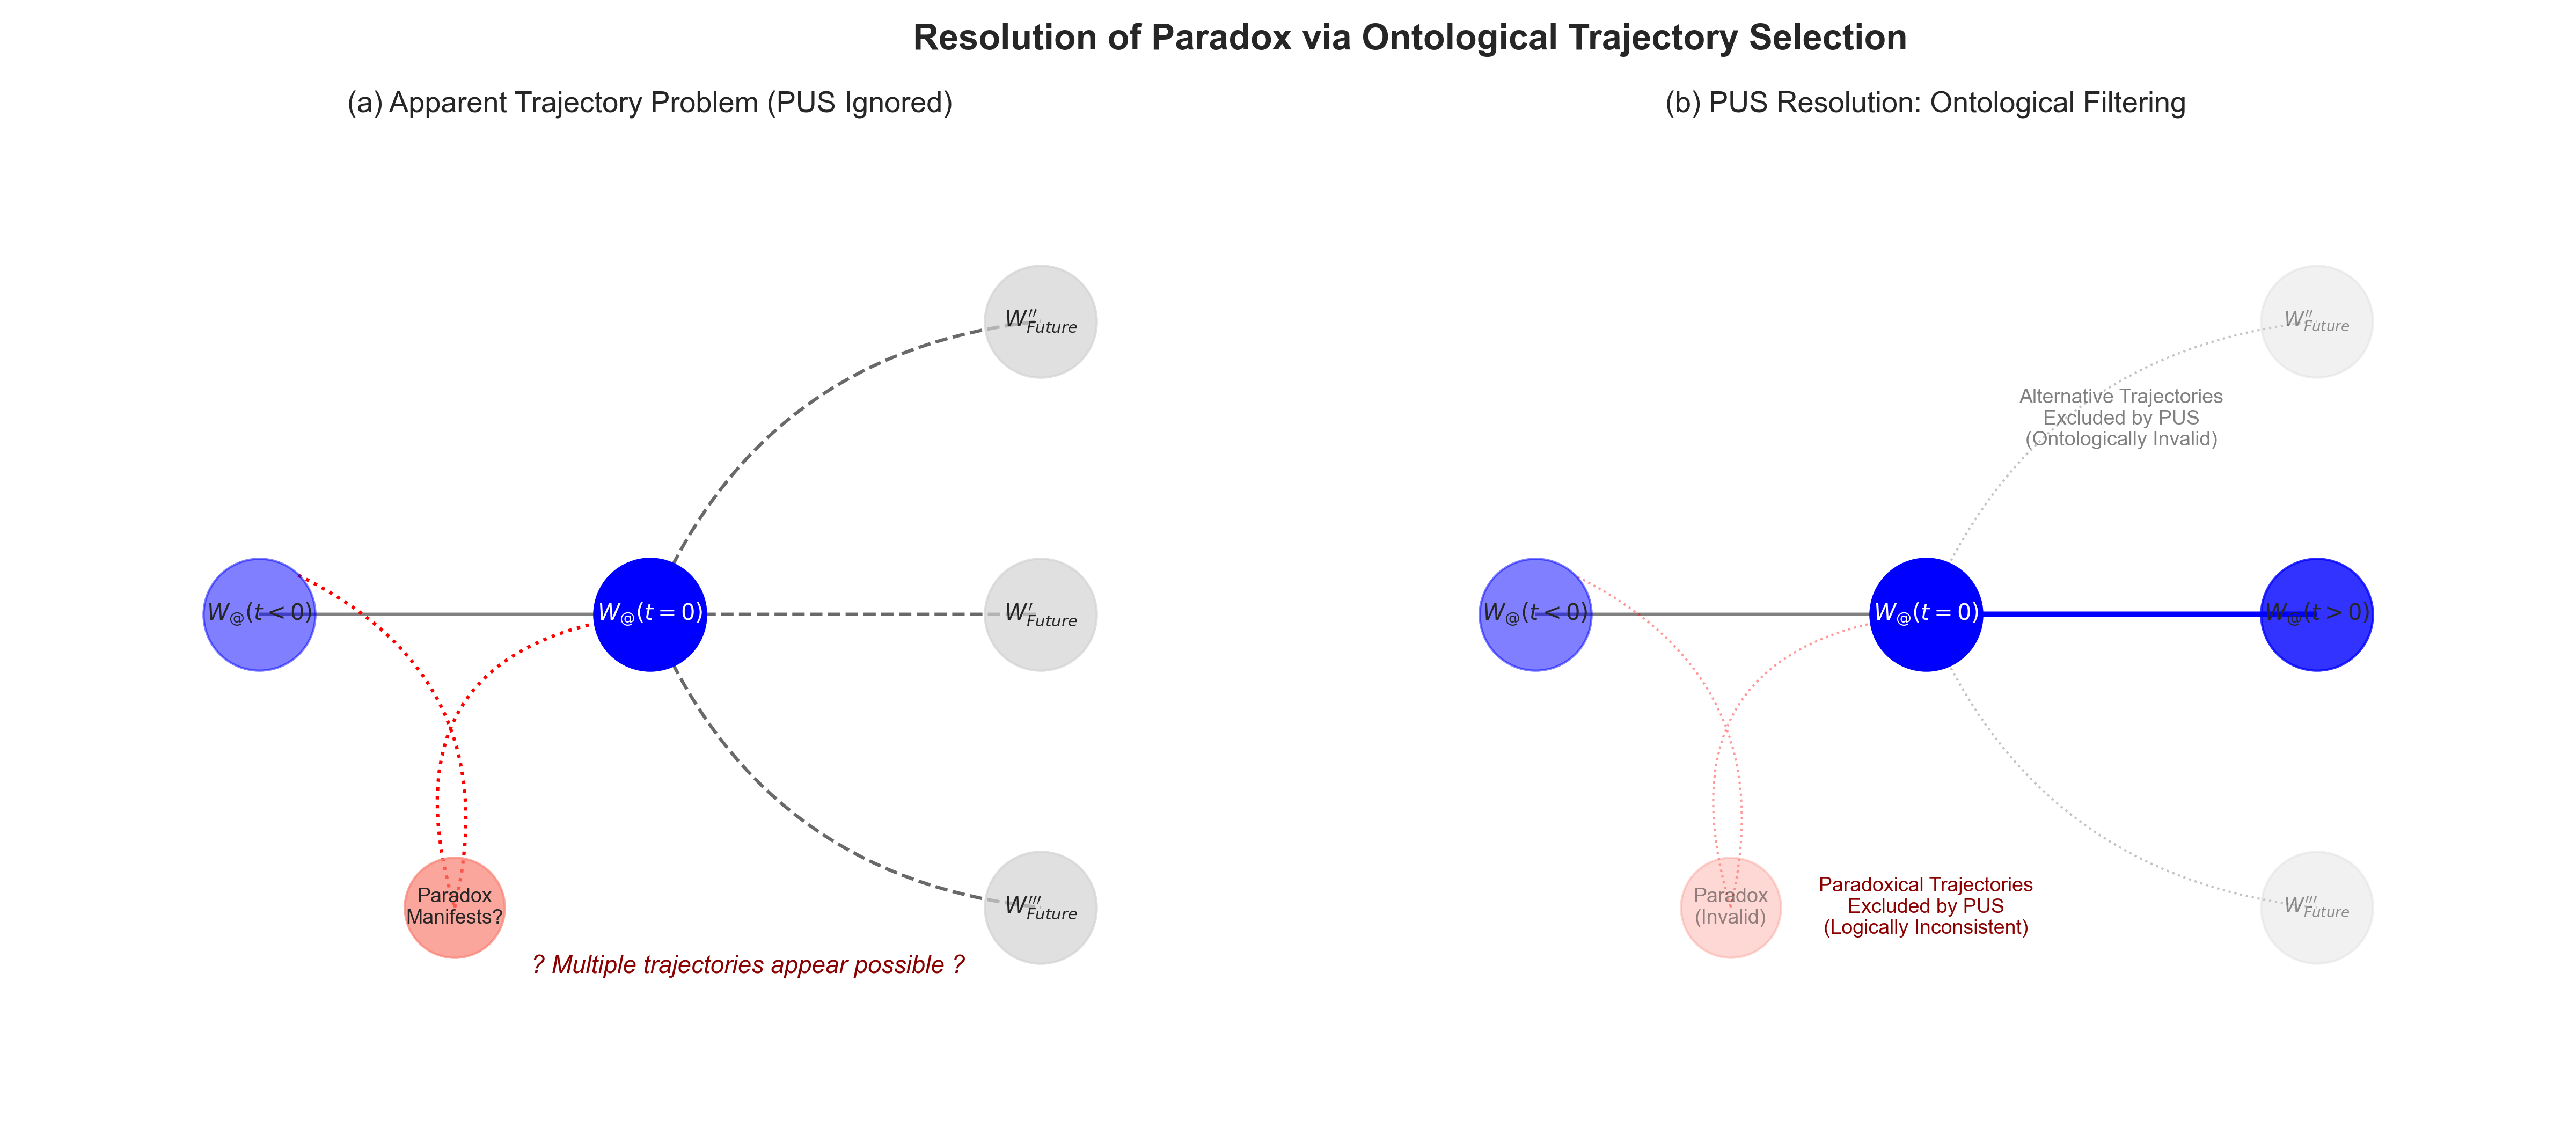 Resolution of Paradox via Ontological Trajectory Selection
(a) Apparent Trajectory Problem (PUS Ignored)
W''_{Future}
W_@(t < 0)
W_@(t = 0)
W'_{Future}
Paradox
Manifests?
W'''_{Future}
? Multiple trajectories appear possible ?
(b) PUS Resolution: Ontological Filtering
W''_{Future}
Alternative Trajectories
Excluded by PUS
(Ontologically Invalid)
W_@(t < 0)
W_@(t = 0)
W_@(t > 0)
Paradox
(Invalid)
Paradoxical Trajectories
Excluded by PUS
(Logically Inconsistent)
W'''_{Future}